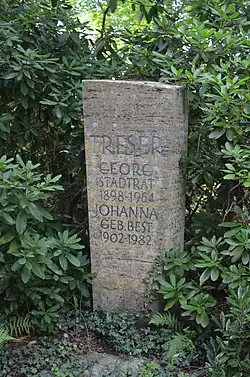 TRESER
GEORG
STADTRAT
1898-1964
JOHANNA
GEB.BEST
1902-1982